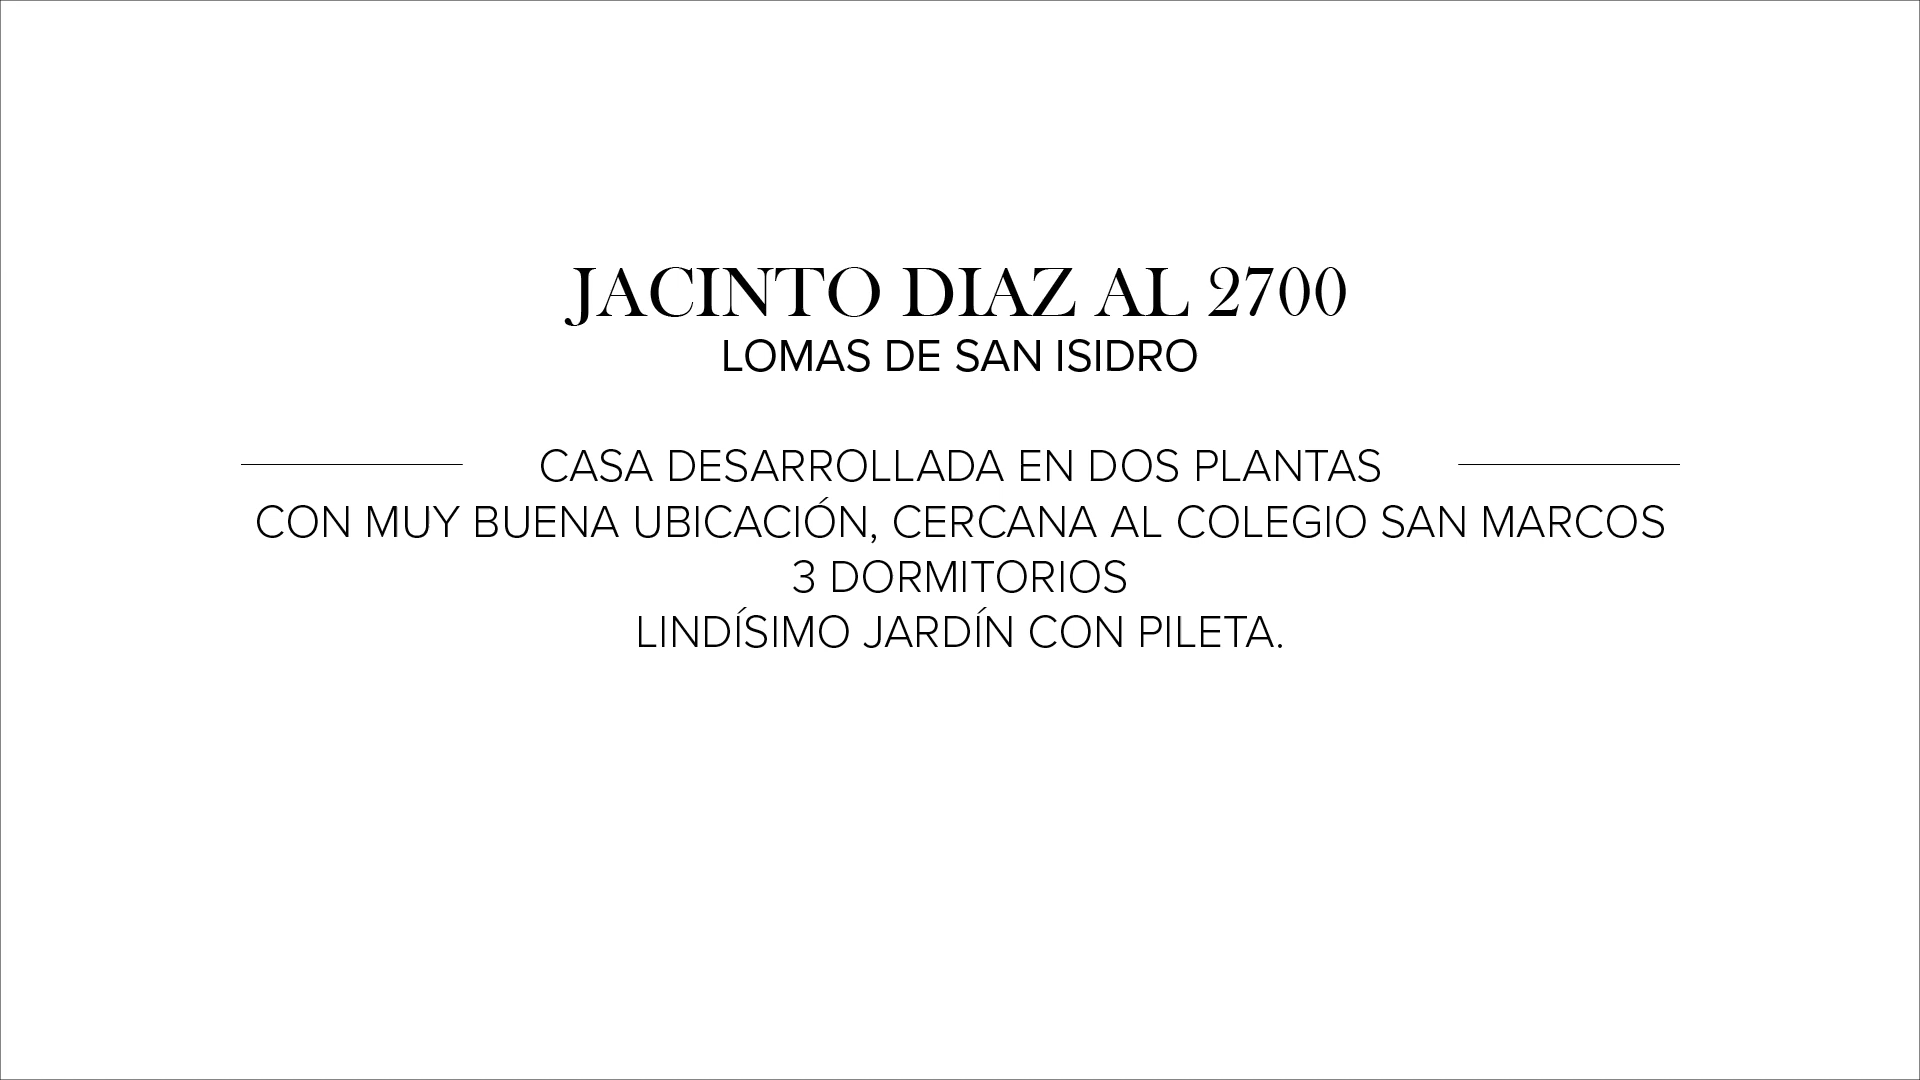 JACINTO DIAZ AL 2700
LOMAS DE SAN ISIDRO
CASA DESARROLLADA EN DOS PLANTAS
CON MUY BUENA UBICACIÓN, CERCANA AL COLEGIO SAN MARCOS
3 DORMITORIOS
LINDÍSIMO JARDÍN CON PILETA.